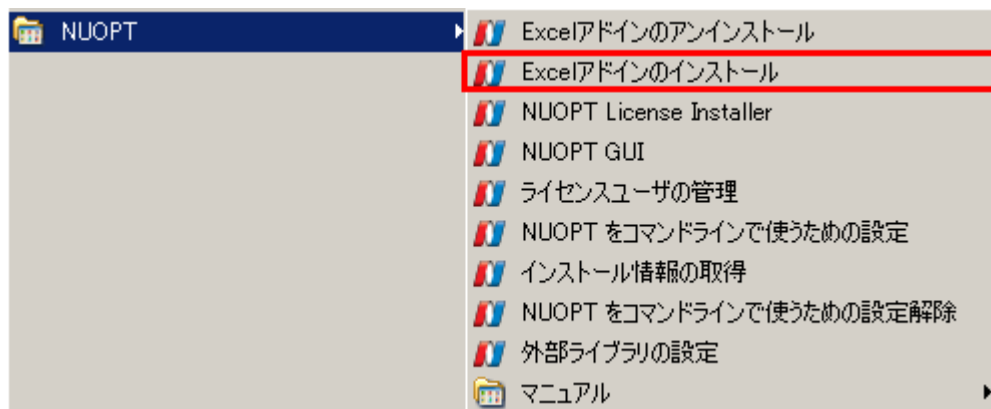 NUOPT
Excelアドインのアンインストール
Excelアドインのインストール
NUOPT License Installer
NUOPT GUI
ライセンスユーザの管理
NUOPT をコマンドラインで使うための設定
インストール情報の取得
NUOPT をコマンドラインで使うための設定解除
外部ライブラリの設定
マニュアル